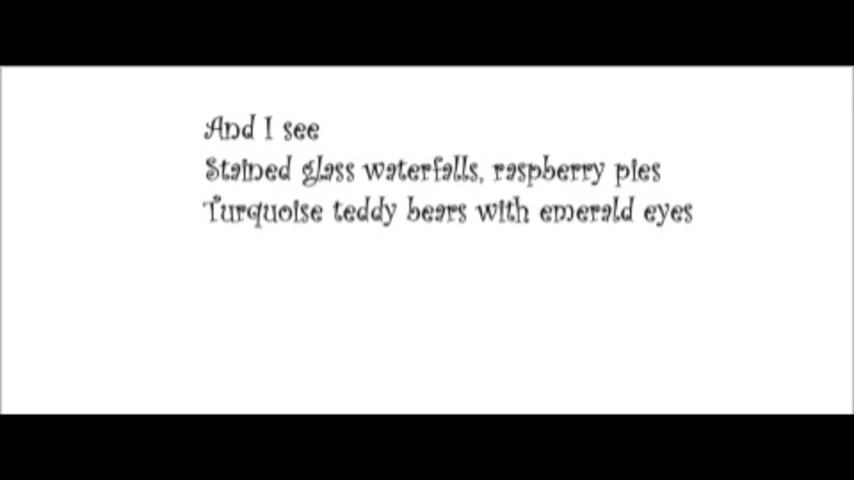 And I see
Stained glass waterfalls, raspberry pies
Turquoise teddy bears with emerald eyes